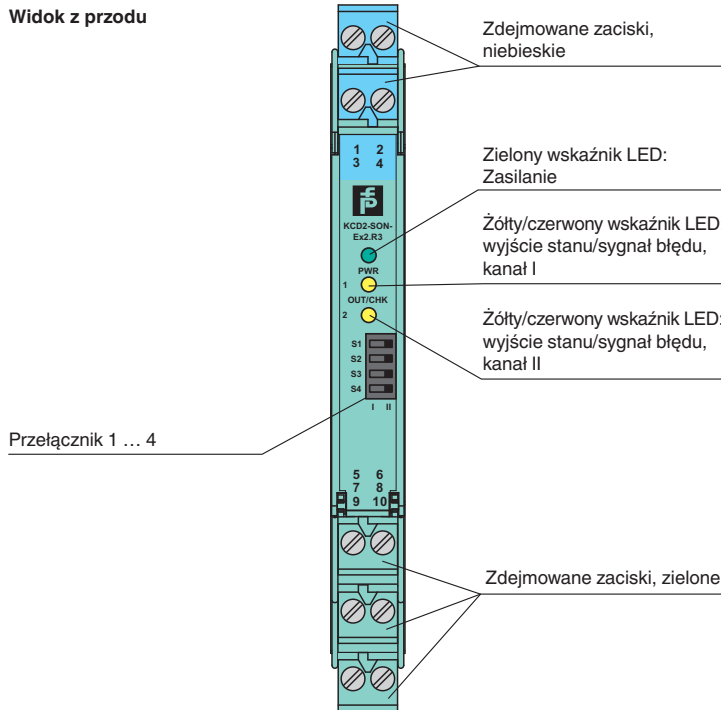 Widok z przodu
Zdejmowane zaciski,
niebieskie
1 2
3 4
Zielony wskaźnik LED:
Zasilanie
KCD2-SON-
Ex2.R3
PWR
Żółty/czerwony wskaźnik LED
wyjście stanu/sygnał błędu,
kanał I
1
OUT/CHK
2
Żółty/czerwony wskaźnik LED:
wyjście stanu/sygnał błędu,
kanał II
S1
S2
S3
S4
I II
Przełącznik 1 … 4
5 6
7 8
9 10
Zdejmowane zaciski, zielone